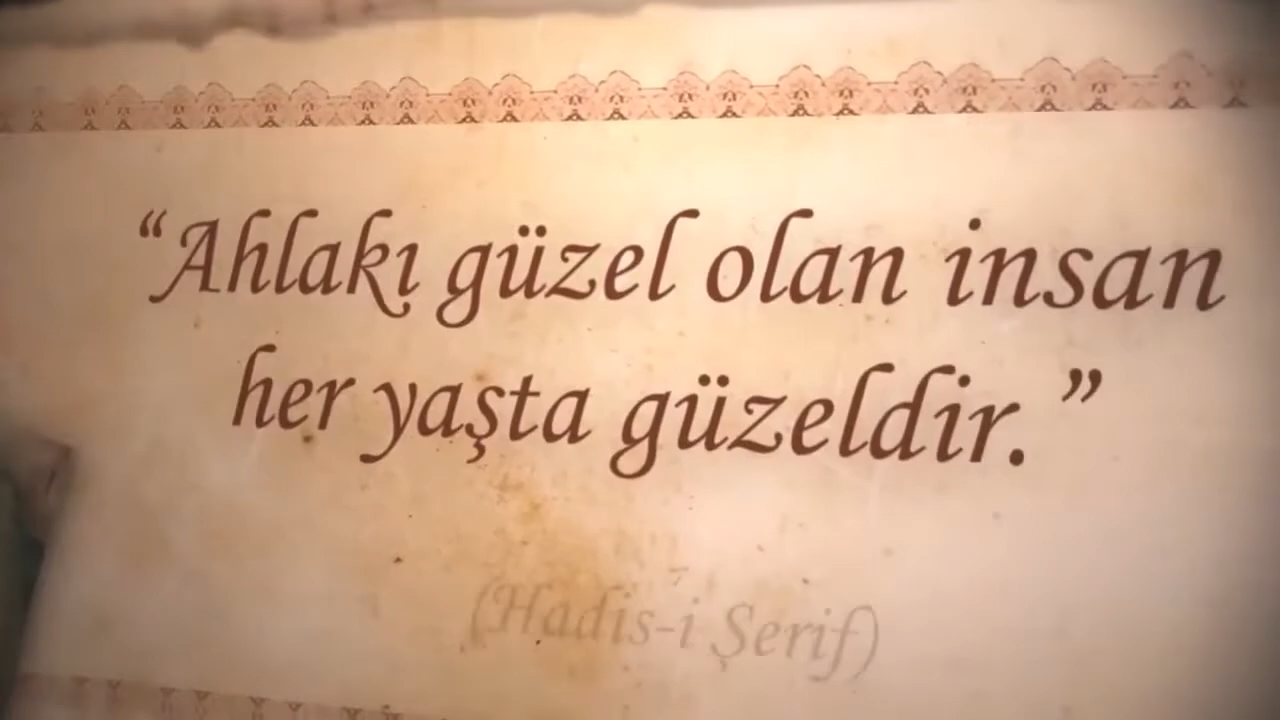 “Ahlakı güzel olan insan
her yaşta güzeldir.”
(Hadis-i Şerif)